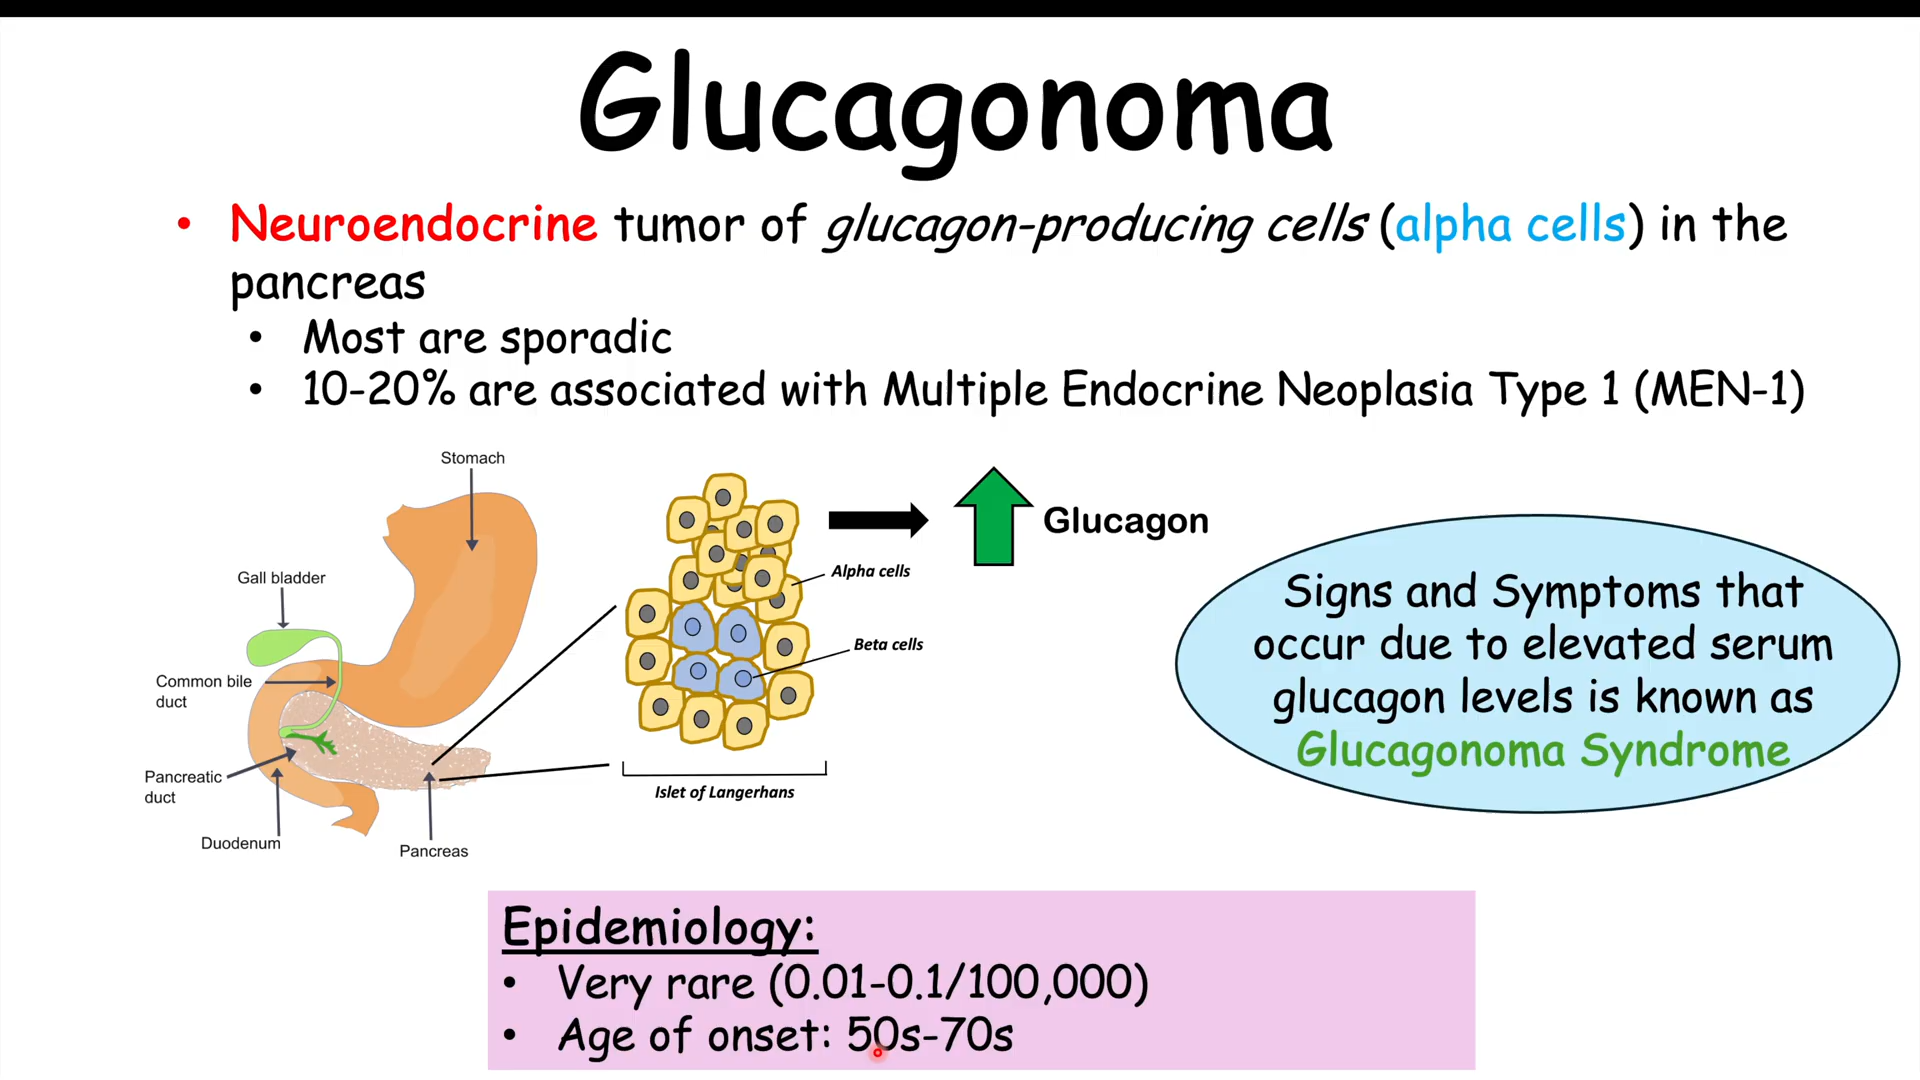 Glucagonoma
• Neuroendocrine tumor of glucagon-producing cells (alpha cells) in the
pancreas
• Most are sporadic
• 10-20% are associated with Multiple Endocrine Neoplasia Type 1 (MEN-1)
Stomach
Gall bladder
Common bile
duct
Pancreatic
duct
Duodenum
Pancreas
Alpha cells
Beta cells
Islet of Langerhans
Glucagon
Signs and Symptoms that
occur due to elevated serum
glucagon levels is known as
Glucagonoma Syndrome
Epidemiology:
• Very rare (0.01-0.1/100,000)
• Age of onset: 50s-70s